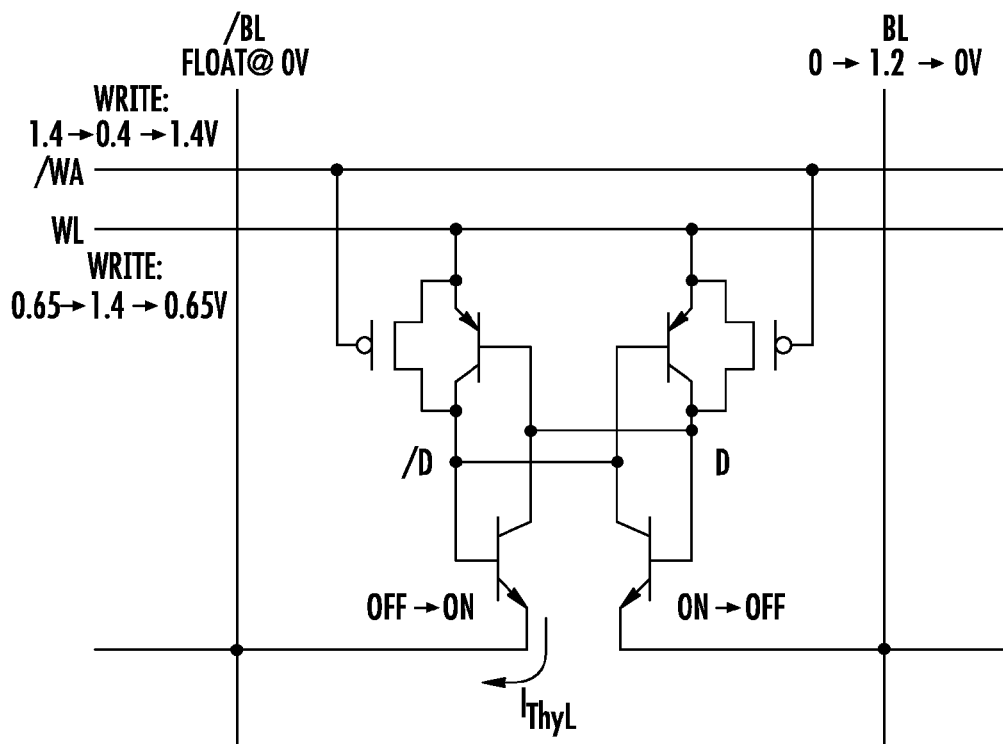 /BL
FLOAT@ 0V
BL
0 → 1.2 → 0V
WRITE:
1.4→0.4 →1.4V
/WA
WL
WRITE:
0.65→1.4 →0.65V
/D
D
OFF →ON
ON →OFF
IThyL